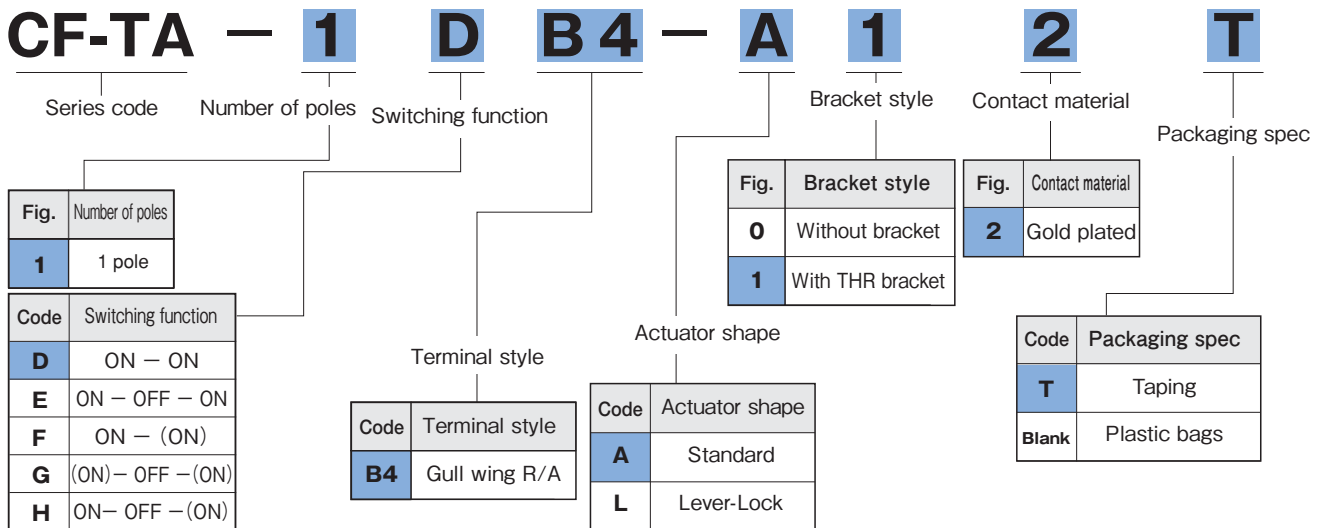 CF-TA — 1 D B4 — A 1 2 T
Series code
Number of poles
Switching function
Bracket style
Contact material
Packaging spec
Fig. Number of poles
1 1 pole
Code Switching function
D ON — ON
E ON — OFF — ON
F ON — (ON)
G (ON)— OFF —(ON)
H ON— OFF —(ON)
Terminal style
Code Terminal style
B4 Gull wing R/A
Actuator shape
Code Actuator shape
A Standard
L Lever-Lock
Fig. Bracket style
0 Without bracket
1 With THR bracket
Fig. Contact material
2 Gold plated
Code Packaging spec
T Taping
Blank Plastic bags